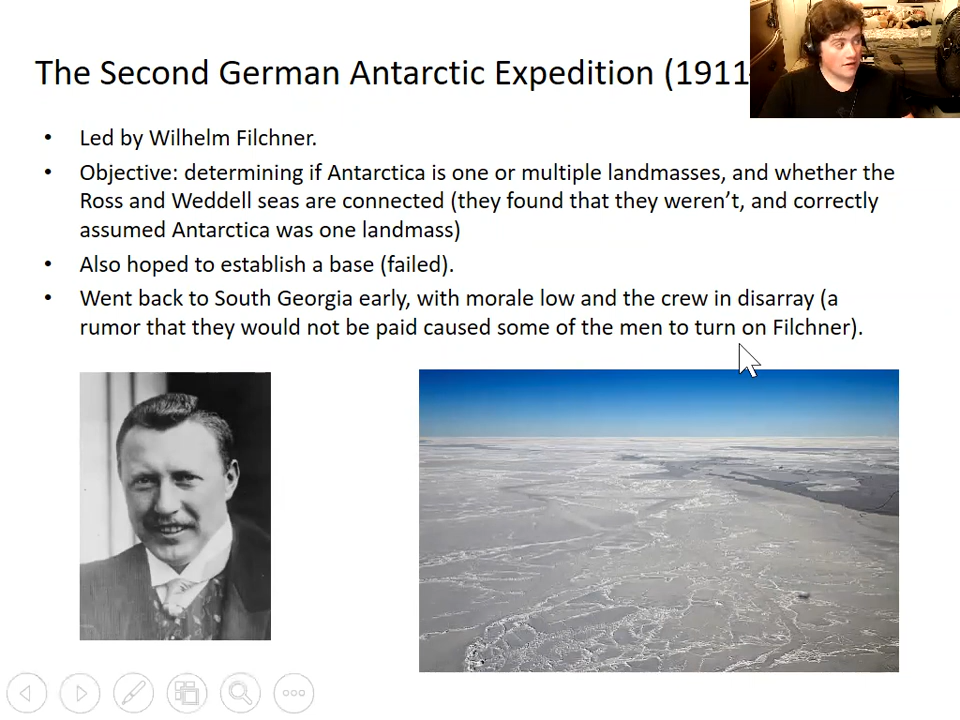 The Second German Antarctic Expedition (1911
Led by Wilhelm Filchner.
Objective: determining if Antarctica is one or multiple landmasses, and whether the
Ross and Weddell seas are connected (they found that they weren’t, and correctly
assumed Antarctica was one landmass)
Also hoped to establish a base (failed).
Went back to South Georgia early, with morale low and the crew in disarray (a
rumor that they would not be paid caused some of the men to turn on Filchner).